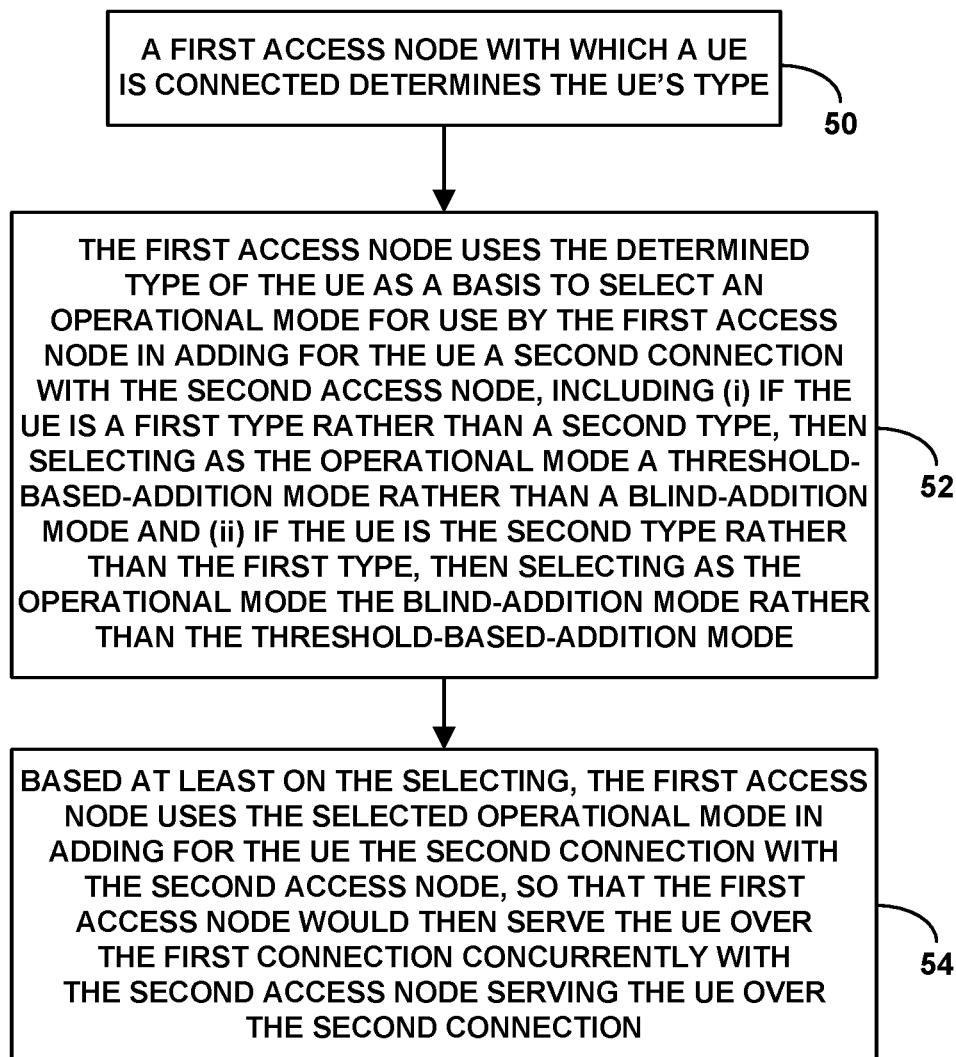 A FIRST ACCESS NODE WITH WHICH A UE
IS CONNECTED DETERMINES THE UE'S TYPE
50
THE FIRST ACCESS NODE USES THE DETERMINED
TYPE OF THE UE AS A BASIS TO SELECT AN
OPERATIONAL MODE FOR USE BY THE FIRST ACCESS
NODE IN ADDING FOR THE UE A SECOND CONNECTION
WITH THE SECOND ACCESS NODE, INCLUDING (i) IF THE
UE IS A FIRST TYPE RATHER THAN A SECOND TYPE, THEN
SELECTING AS THE OPERATIONAL MODE A THRESHOLD-
BASED-ADDITION MODE RATHER THAN A BLIND-ADDITION
MODE AND (ii) IF THE UE IS THE SECOND TYPE RATHER
THAN THE FIRST TYPE, THEN SELECTING AS THE
OPERATIONAL MODE THE BLIND-ADDITION MODE RATHER
THAN THE THRESHOLD-BASED-ADDITION MODE
52
BASED AT LEAST ON THE SELECTING, THE FIRST ACCESS
NODE USES THE SELECTED OPERATIONAL MODE IN
ADDING FOR THE UE THE SECOND CONNECTION WITH
THE SECOND ACCESS NODE, SO THAT THE FIRST
ACCESS NODE WOULD THEN SERVE THE UE OVER
THE FIRST CONNECTION CONCURRENTLY WITH
THE SECOND ACCESS NODE SERVING THE UE OVER
THE SECOND CONNECTION
54